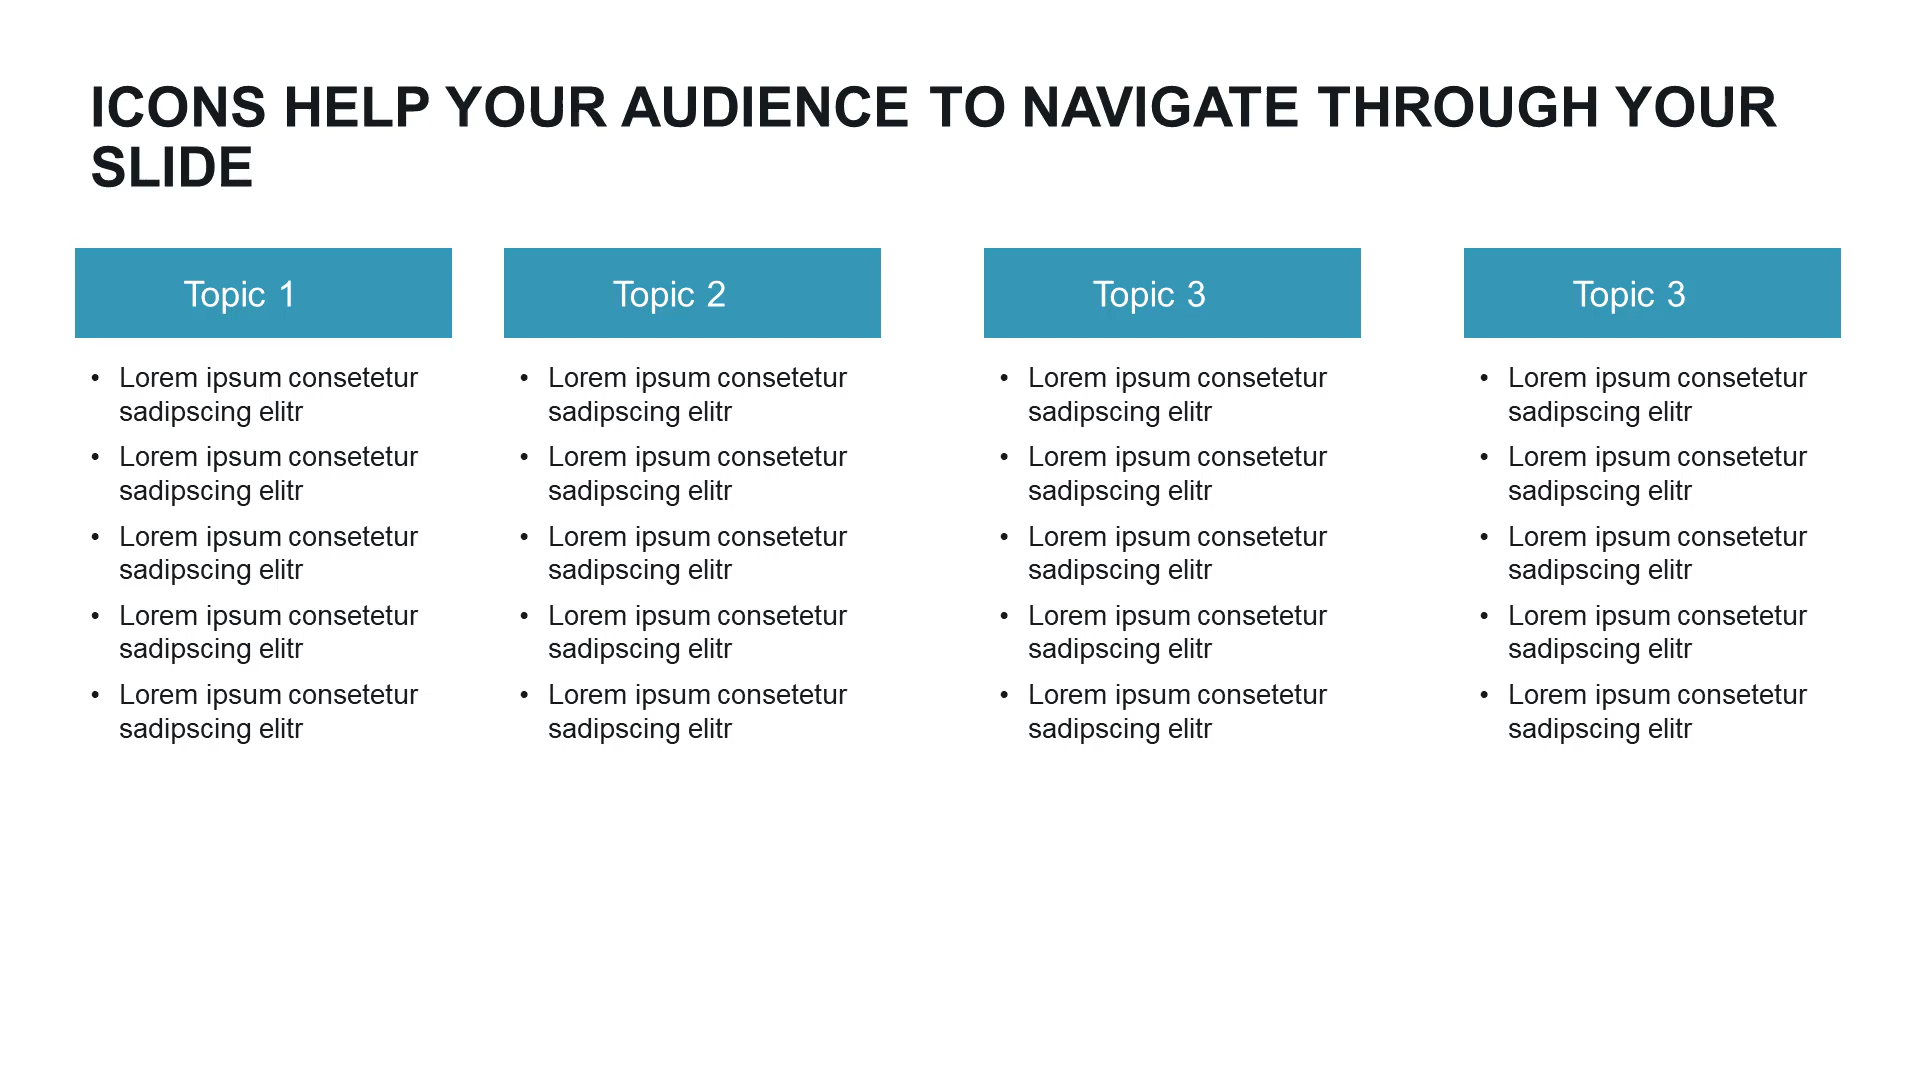 ICONS HELP YOUR AUDIENCE TO NAVIGATE THROUGH YOUR
SLIDE
Topic 1
• Lorem ipsum consetetur
sadipscing elitr
• Lorem ipsum consetetur
sadipscing elitr
• Lorem ipsum consetetur
sadipscing elitr
• Lorem ipsum consetetur
sadipscing elitr
• Lorem ipsum consetetur
sadipscing elitr
Topic 2
• Lorem ipsum consetetur
sadipscing elitr
• Lorem ipsum consetetur
sadipscing elitr
• Lorem ipsum consetetur
sadipscing elitr
• Lorem ipsum consetetur
sadipscing elitr
• Lorem ipsum consetetur
sadipscing elitr
Topic 3
• Lorem ipsum consetetur
sadipscing elitr
• Lorem ipsum consetetur
sadipscing elitr
• Lorem ipsum consetetur
sadipscing elitr
• Lorem ipsum consetetur
sadipscing elitr
• Lorem ipsum consetetur
sadipscing elitr
Topic 3
• Lorem ipsum consetetur
sadipscing elitr
• Lorem ipsum consetetur
sadipscing elitr
• Lorem ipsum consetetur
sadipscing elitr
• Lorem ipsum consetetur
sadipscing elitr
• Lorem ipsum consetetur
sadipscing elitr